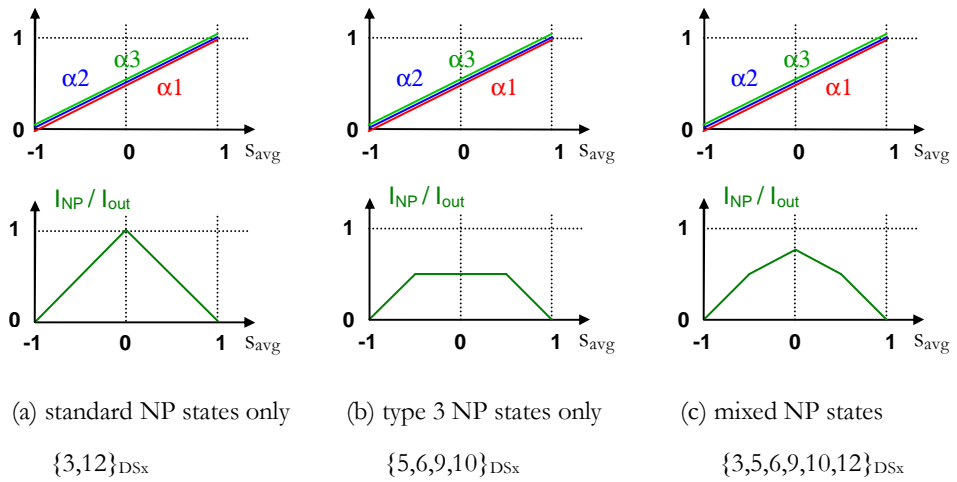 1 1 1
α3 α3 α3
α2 α1 α2 α1 α2 α1
0 0 0
-1 0 1 Savg -1 0 1 Savg -1 0 1 Savg
INP / Iout INP / Iout INP / Iout
1 1 1
0 0 0
-1 0 1 Savg -1 0 1 Savg -1 0 1 Savg
(a) standard NP states only (b) type 3 NP states only (c) mixed NP states
{3,12}DSx {5,6,9,10}DSx {3,5,6,9,10,12}DSx